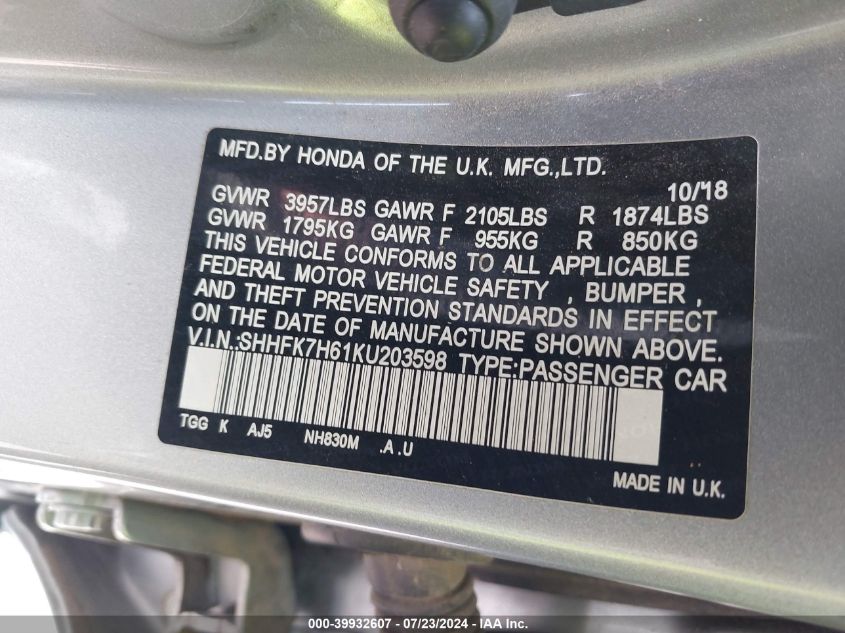 MFD.BY HONDA OF THE U.K. MFG.,LTD.
10/18
GVWR 3957LBS GAWR F 2105LBS R 1874LBS
GVWR 1795KG GAWR F 955KG R 850KG
THIS VEHICLE CONFORMS TO ALL APPLICABLE
FEDERAL MOTOR VEHICLE SAFETY , BUMPER ,
AND THEFT PREVENTION STANDARDS IN EFFECT
ON THE DATE OF MANUFACTURE SHOWN ABOVE.
V.I.N.:SHHFK7H61KU203598 TYPE:PASSENGER CAR
TGG K AJ5 NH830M .A .U
MADE IN U.K.
000-39932607 / 07/23/2024 - IAA Inc.